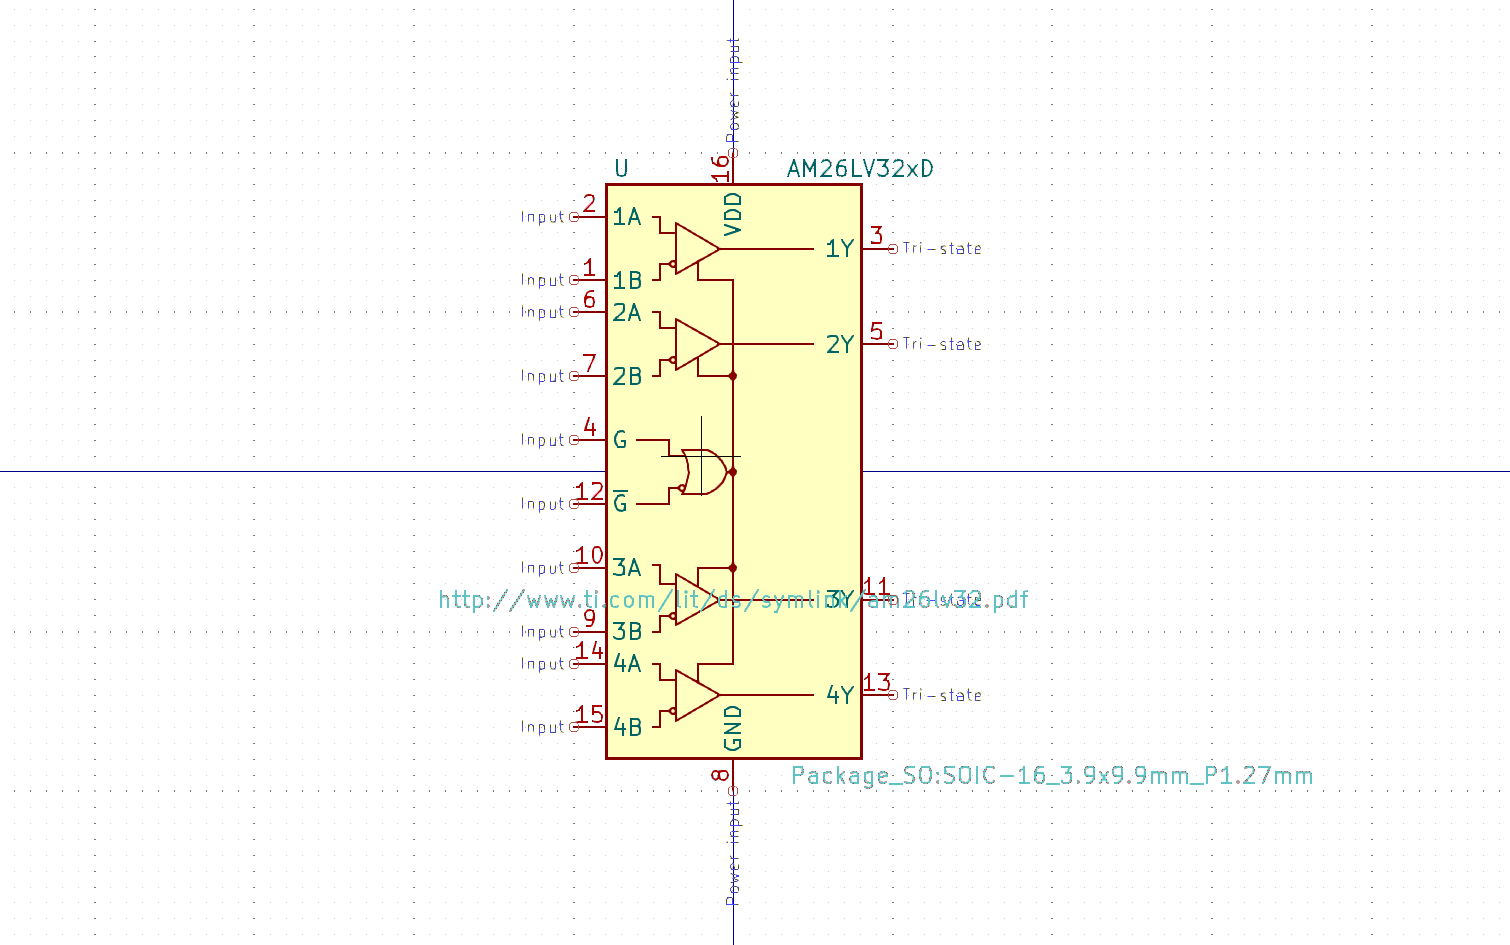 Power input
16
U
AM26LV32xD
VDD
Input 2 1A
1Y 3 Tri-state
Input 1 1B
Input 6 2A
2Y 5 Tri-state
Input 7 2B
Input 4 G
Input 12 G̅
Input 10 3A
http://www.ti.com/lit/ds/symlink/am26lv32.pdf
3Y 11 Tri-state
Input 9 3B
Input 14 4A
4Y 13 Tri-state
Input 15 4B
GND
8
Package_SO:SOIC-16_3.9x9.9mm_P1.27mm
Power input